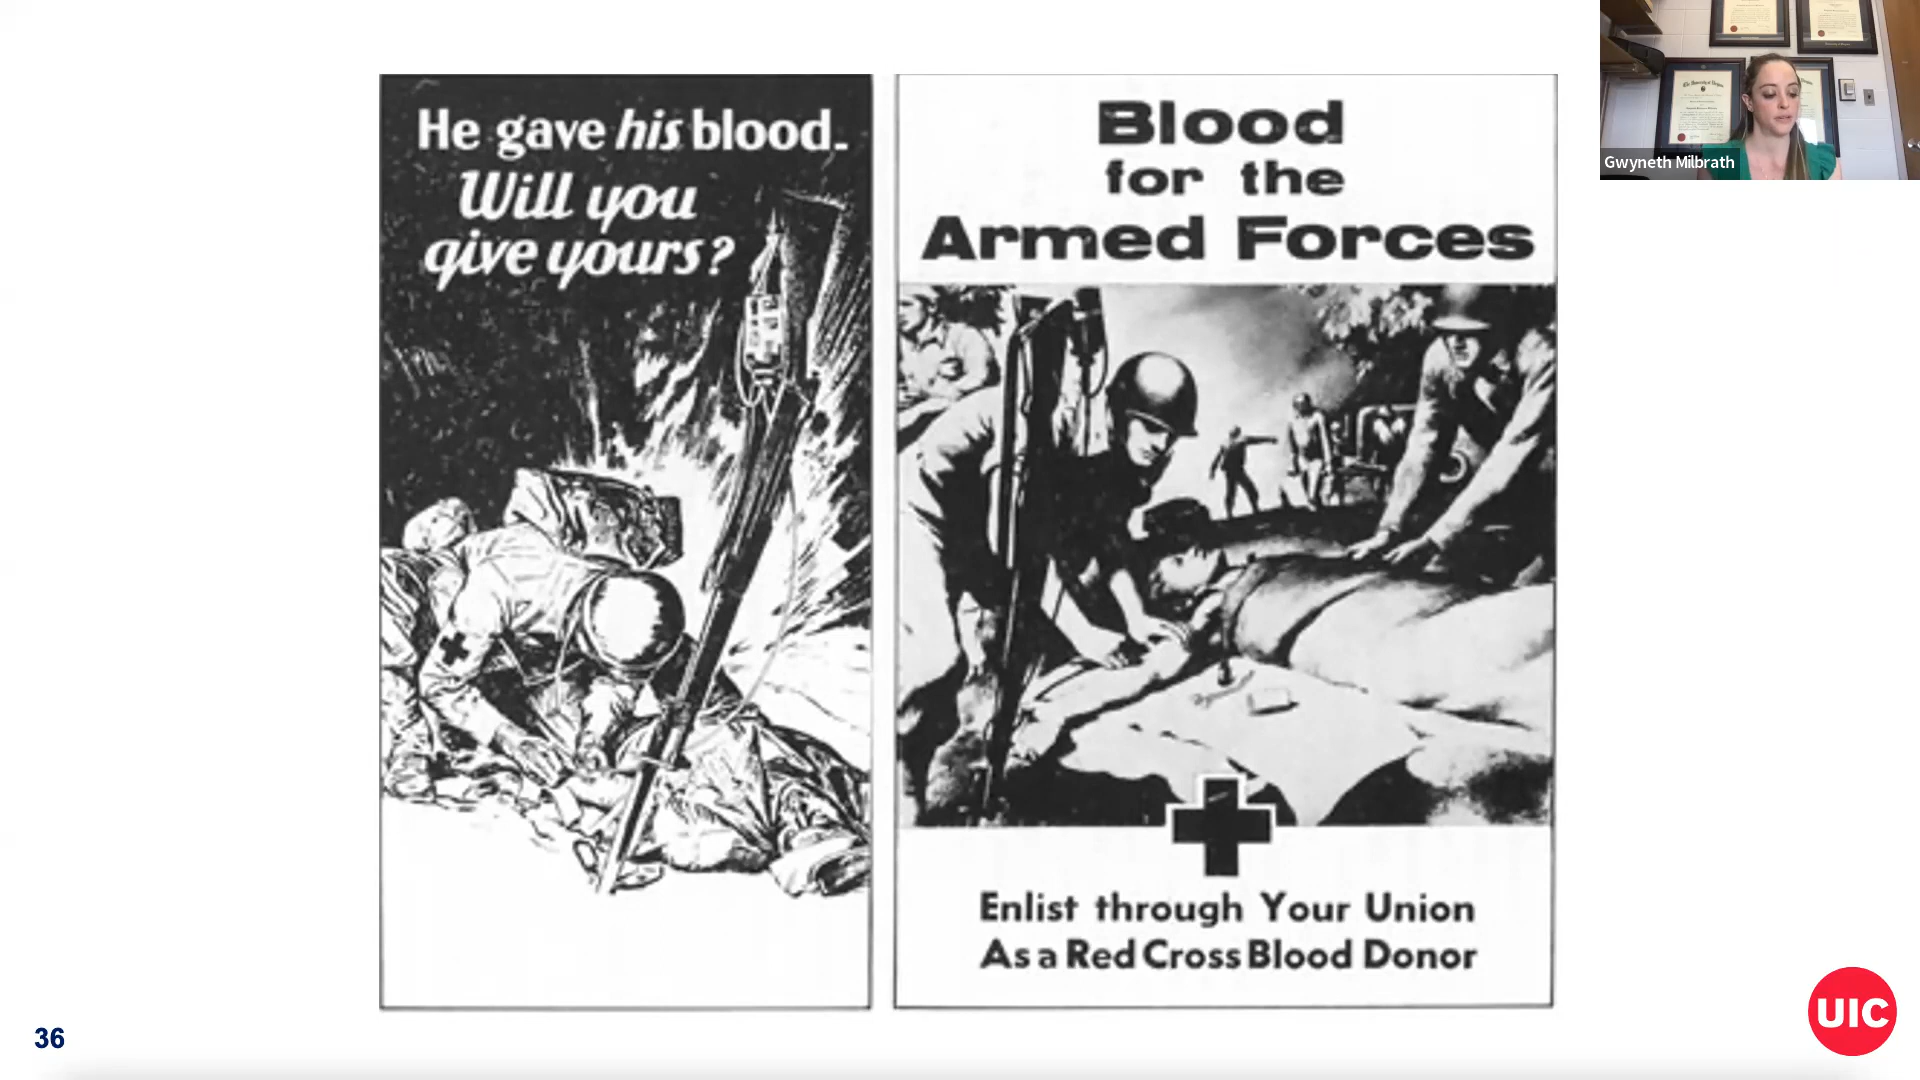 He gave his blood.
Will you
give yours?
Blood
for the
Armed Forces
Enlist through Your Union
As a Red Cross Blood Donor
Gwyneth Milbrath
36
UIC